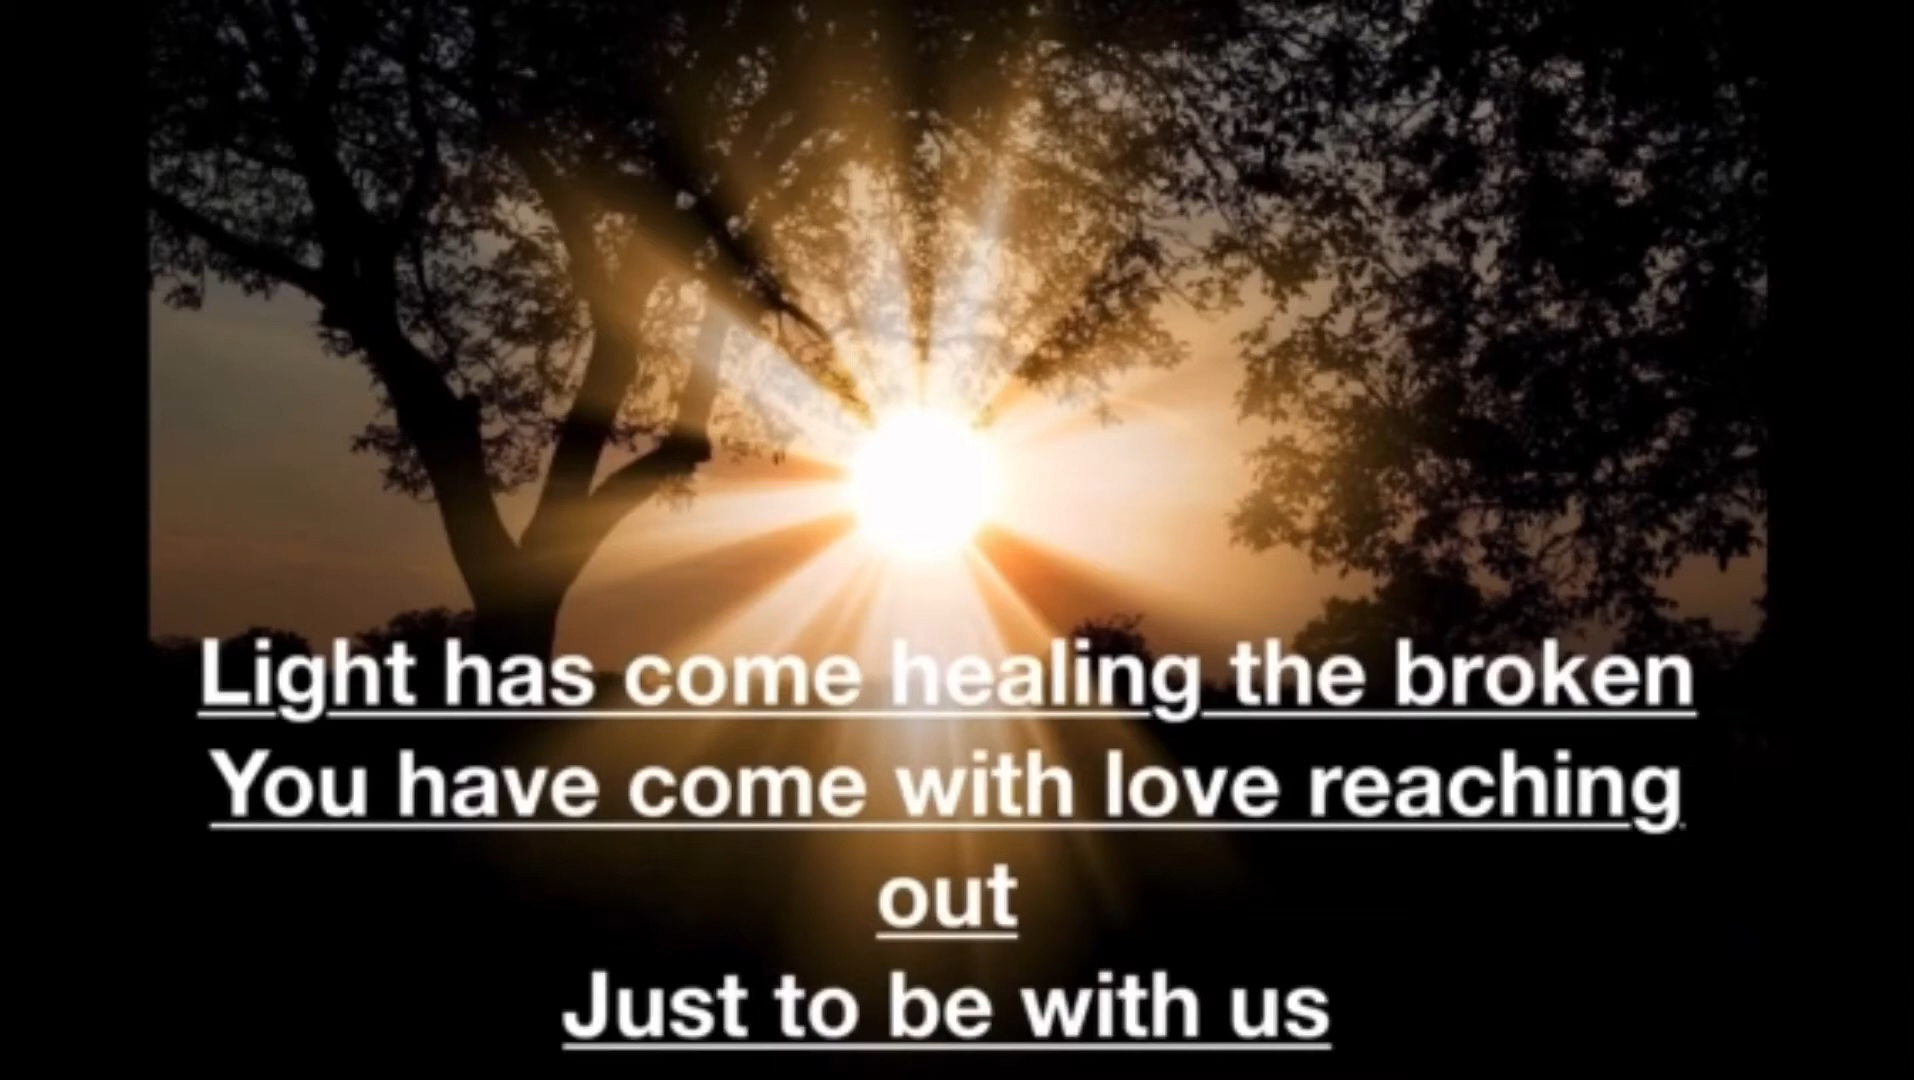 Light has come healing the broken
You have come with love reaching
out
Just to be with us